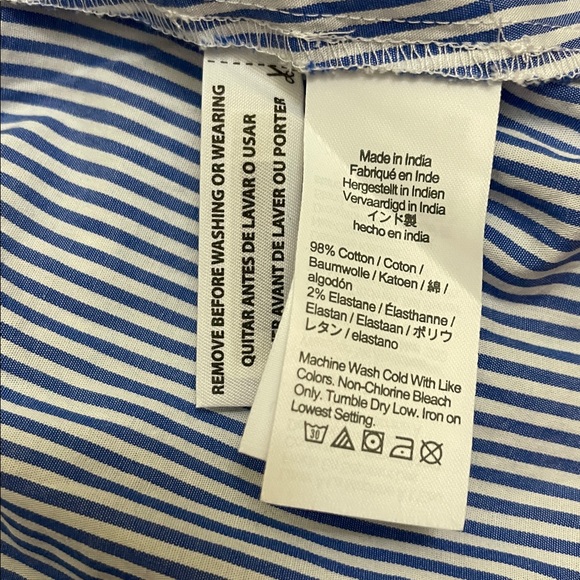 REMOVE BEFORE WASHING OR WEARING
QUITAR ANTES DE LAVAR O USAR
AVANT DE LAVER OU PORTER
Made in India
Fabriqué en Inde
Hergestellt in Indien
Vervaardigd in India
インド製
hecho en india
98% Cotton / Coton /
Baumwolle / Katoen / 綿 /
algodón
2% Elastane / Élasthanne /
Elastan / Elastaan / ポリウ
レタン / elastano
Machine Wash Cold With Like
Colors. Non-Chlorine Bleach
Only. Tumble Dry Low. Iron on
Lowest Setting.
30